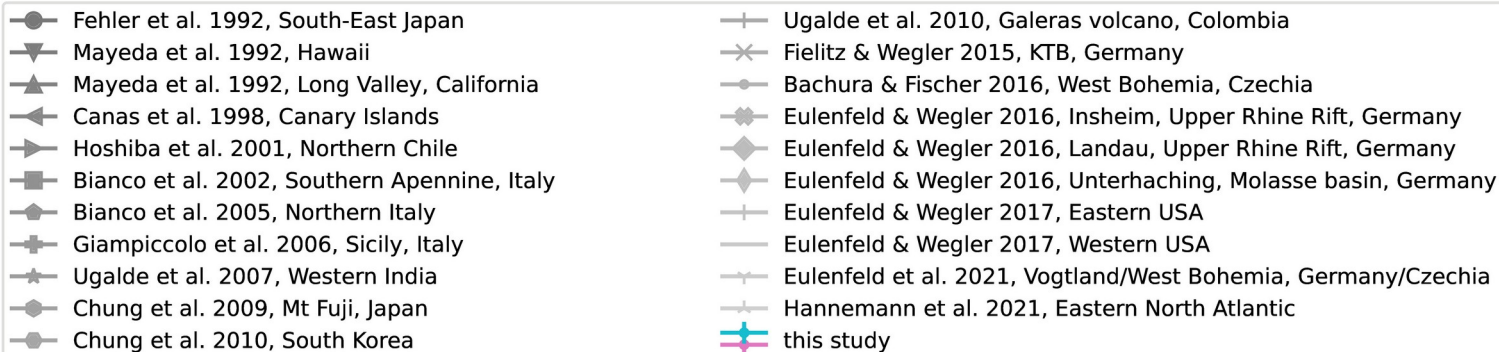 Fehler et al. 1992, South-East Japan
Mayeda et al. 1992, Hawaii
Mayeda et al. 1992, Long Valley, California
Canas et al. 1998, Canary Islands
Hoshiba et al. 2001, Northern Chile
Bianco et al. 2002, Southern Apennine, Italy
Bianco et al. 2005, Northern Italy
Giampiccolo et al. 2006, Sicily, Italy
Ugalde et al. 2007, Western India
Chung et al. 2009, Mt Fuji, Japan
Chung et al. 2010, South Korea
Ugalde et al. 2010, Galeras volcano, Colombia
Fielitz & Wegler 2015, KTB, Germany
Bachura & Fischer 2016, West Bohemia, Czechia
Eulenfeld & Wegler 2016, Insheim, Upper Rhine Rift, Germany
Eulenfeld & Wegler 2016, Landau, Upper Rhine Rift, Germany
Eulenfeld & Wegler 2016, Unterhaching, Molasse basin, Germany
Eulenfeld & Wegler 2017, Eastern USA
Eulenfeld & Wegler 2017, Western USA
Eulenfeld et al. 2021, Vogtland/West Bohemia, Germany/Czechia
Hannemann et al. 2021, Eastern North Atlantic
this study